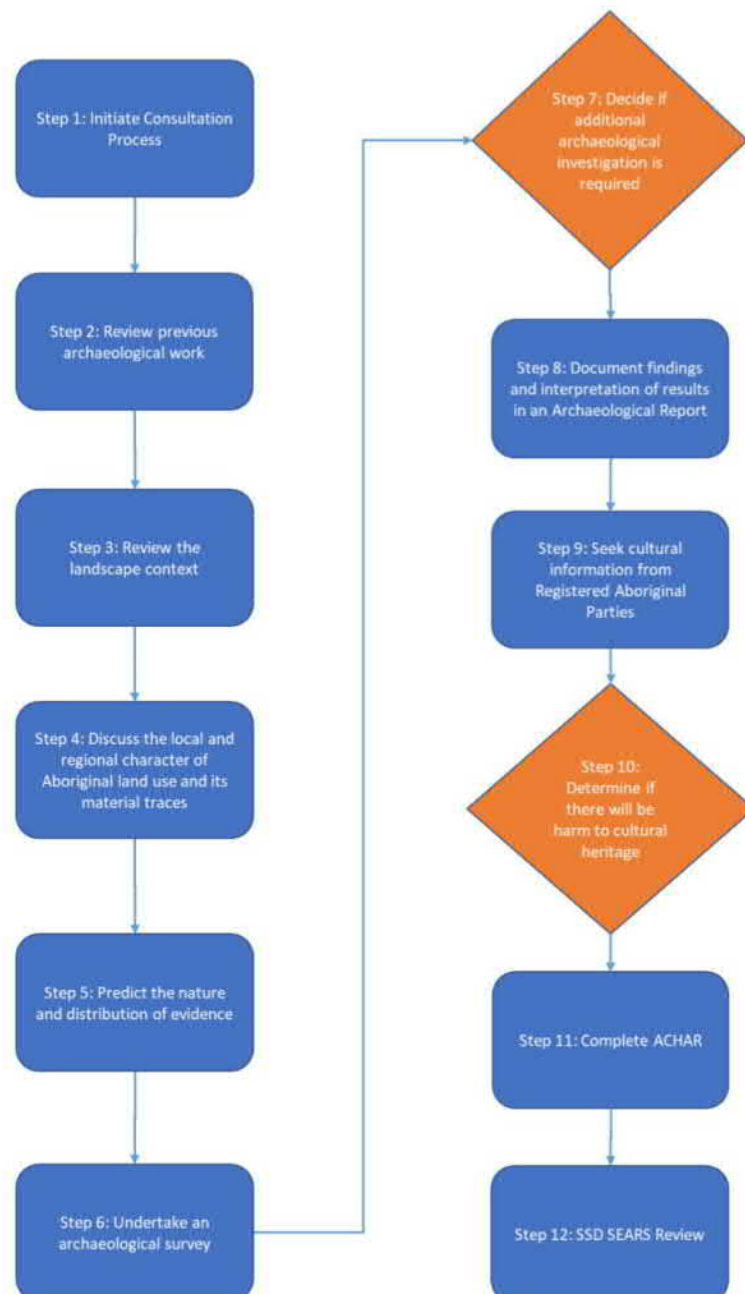 Step 1: Initiate Consultation
Process
Step 2: Review previous
archaeological work
Step 3: Review the
landscape context
Step 4: Discuss the local and
regional character of
Aboriginal land use and its
material traces
Step 5: Predict the nature
and distribution of evidence
Step 6: Undertake an
archaeological survey
Step 7: Decide if
additional
archaeological
investigation is
required
Step 8: Document findings
and interpretation of results
in an Archaeological Report
Step 9: Seek cultural
information from
Registered Aboriginal
Parties
Step 10:
Determine if
there will be
harm to cultural
heritage
Step 11: Complete ACHAR
Step 12: SSD SEARS Review